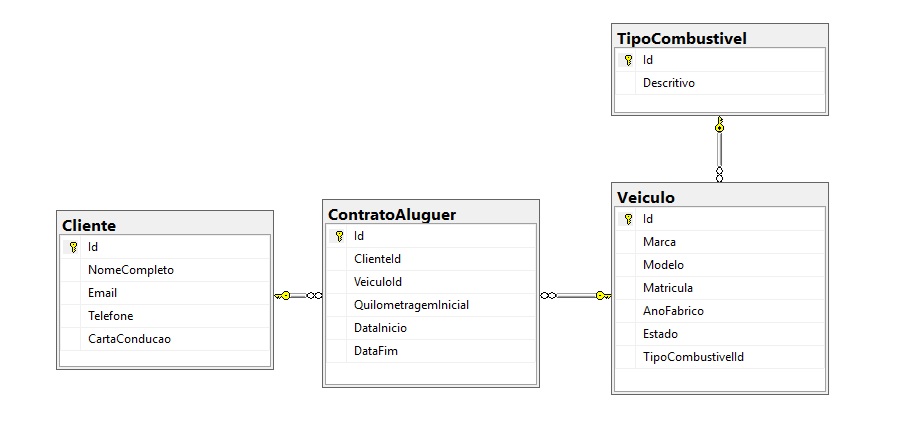 TipoCombustivel
Id
Descritivo
Cliente
Id
NomeCompleto
Email
Telefone
CartaConducao
ContratoAluguer
Id
ClienteId
VeiculoId
QuilometragemInicial
DataInicio
DataFim
Veiculo
Id
Marca
Modelo
Matricula
AnoFabrico
Estado
TipoCombustivelId